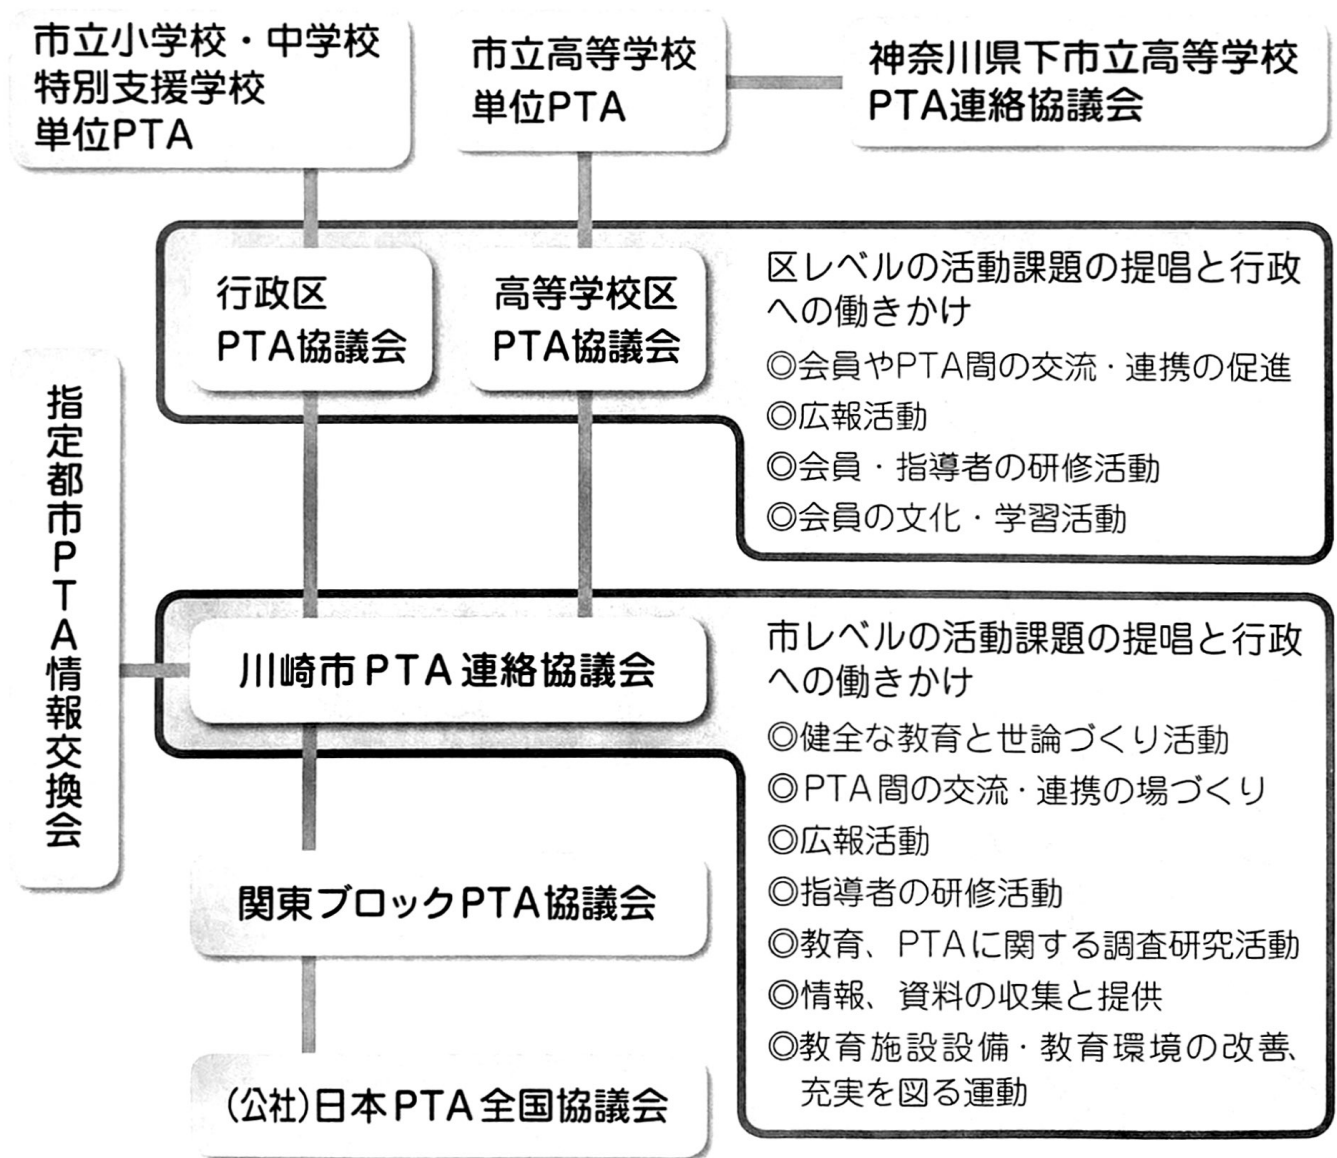 市立小学校・中学校
特別支援学校
単位PTA
市立高等学校
単位PTA
神奈川県下市立高等学校
PTA連絡協議会
行政区
PTA協議会
高等学校区
PTA協議会
区レベルの活動課題の提唱と行政
への働きかけ
◎会員やPTA間の交流・連携の促進
◎広報活動
◎会員・指導者の研修活動
◎会員の文化・学習活動
指定都市PTA情報交換会
川崎市PTA連絡協議会
市レベルの活動課題の提唱と行政
への働きかけ
◎健全な教育と世論づくり活動
◎PTA間の交流・連携の場づくり
◎広報活動
◎指導者の研修活動
◎教育、PTAに関する調査研究活動
◎情報、資料の収集と提供
◎教育施設設備・教育環境の改善、
充実を図る運動
関東ブロックPTA協議会
(公社)日本PTA全国協議会